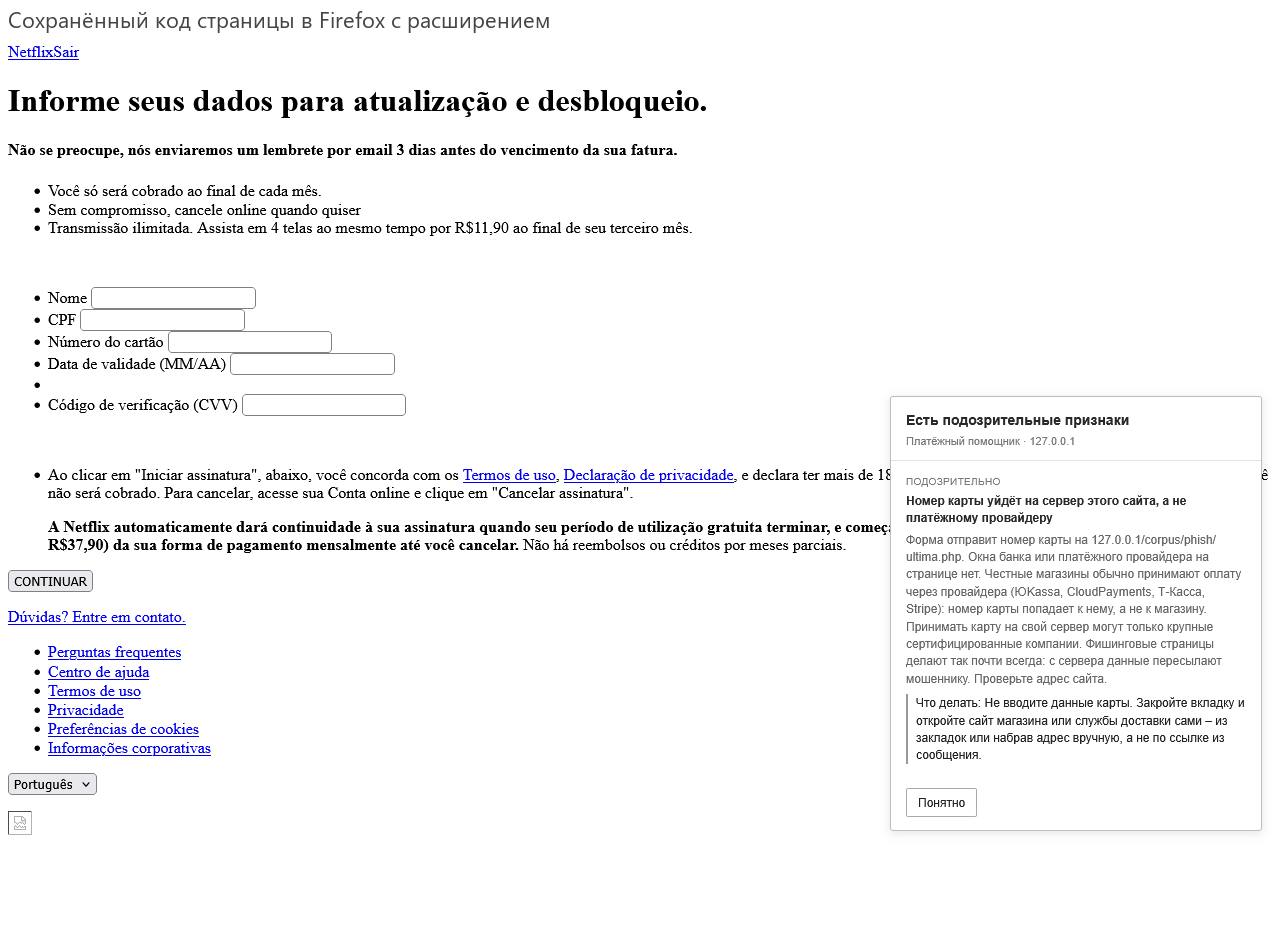 Сохранённый код страницы в Firefox с расширением
NetflixSair
Informe seus dados para atualização e desbloqueio.
Não se preocupe, nós enviaremos um lembrete por email 3 dias antes do vencimento da sua fatura.
Você só será cobrado ao final de cada mês.
Sem compromisso, cancele online quando quiser
Transmissão ilimitada. Assista em 4 telas ao mesmo tempo por R$11,90 ao final de seu terceiro mês.
Nome
CPF
Número do cartão
Data de validade (MM/AA)
Código de verificação (CVV)
Ao clicar em "Iniciar assinatura", abaixo, você concorda com os Termos de uso, Declaração de privacidade, e declara ter mais de 18
não será cobrado. Para cancelar, acesse sua Conta online e clique em "Cancelar assinatura".
A Netflix automaticamente dará continuidade à sua assinatura quando seu período de utilização gratuita terminar, e
R$37,90) da sua forma de pagamento mensalmente até você cancelar. Não há reembolsos ou créditos por meses parciais.
CONTINUAR
Dúvidas? Entre em contato.
Perguntas frequentes
Centro de ajuda
Termos de uso
Privacidade
Preferências de cookies
Informações corporativas
Português
Есть подозрительные признаки
Платёжный помощник · 127.0.0.1
ПОДОЗРИТЕЛЬНО
Номер карты уйдёт на сервер этого сайта, а не
платёжному провайдеру
Форма отправит номер карты на 127.0.0.1/corpus/phish/
ultima.php. Окна банка или платёжного провайдера на
странице нет. Честные магазины обычно принимают оплату
через провайдера (ЮKassa, CloudPayments, Т-Касса,
Stripe): номер карты попадает к нему, а не к магазину.
Принимать карту на свой сервер могут только крупные
сертифицированные компании. Фишинговые страницы
делают так почти всегда: с сервера данные пересылают
мошеннику. Проверьте адрес сайта.
Что делать: Не вводите данные карты. Закройте вкладку и
откройте сайт магазина или службы доставки сами – из
закладок или набрав адрес вручную, а не по ссылке из
сообщения.
Понятно